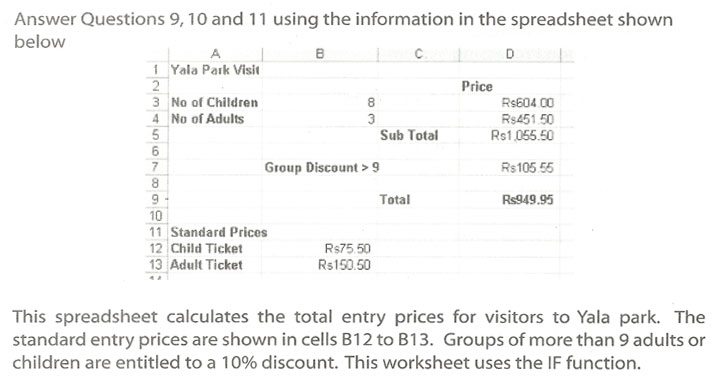 Answer Questions 9, 10 and 11 using the information in the spreadsheet shown
below
A B C. D
1 Yala Park Visit
2 Price
3 No of Children 8 Rs604.00
4 No of Adults 3 Rs451.50
5 Sub Total Rs1,055.50
6
7 Group Discount > 9 Rs105.55
8
9 Total Rs949.95
10
11 Standard Prices
12 Child Ticket Rs75.50
13 Adult Ticket Rs150.50
This spreadsheet calculates the total entry prices for visitors to Yala park. The
standard entry prices are shown in cells B12 to B13. Groups of more than 9 adults or
children are entitled to a 10% discount. This worksheet uses the IF function.